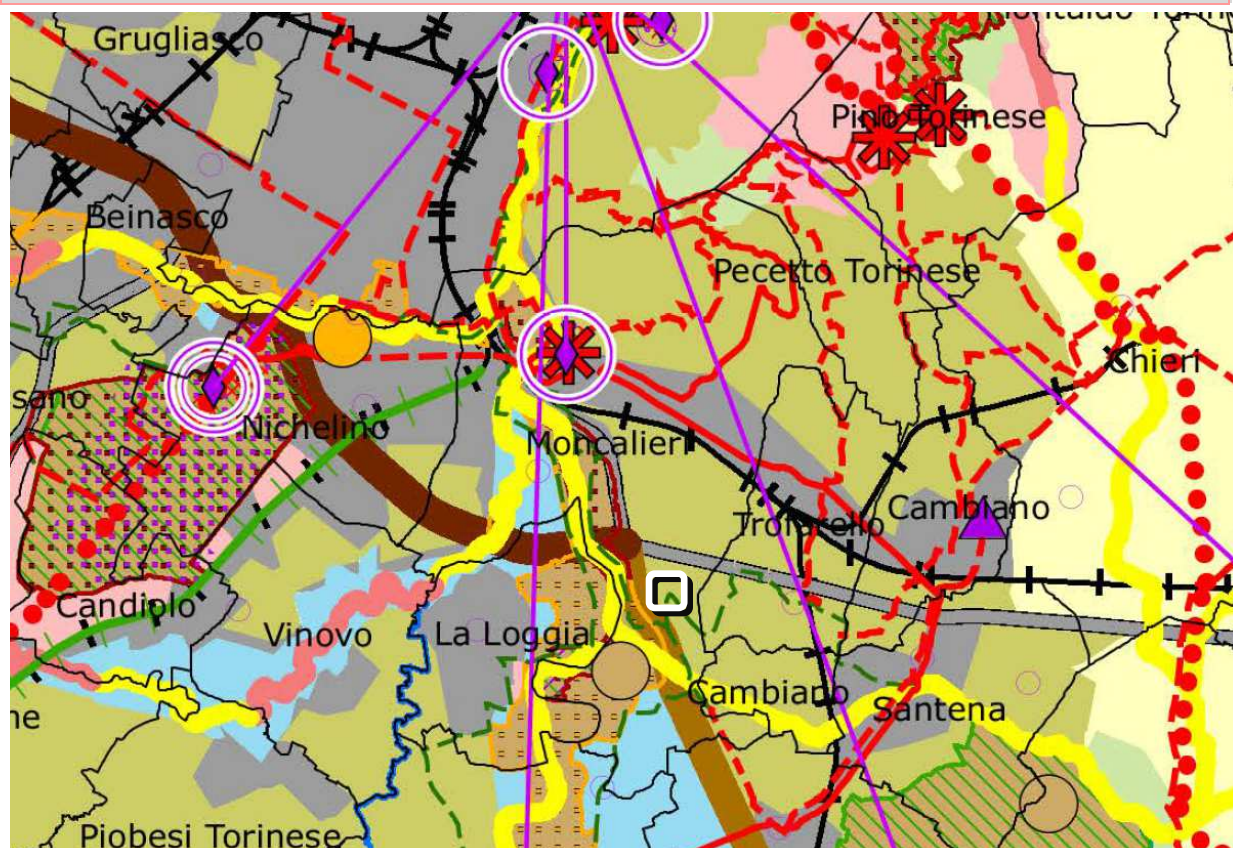 Grugliasco
Pino Torinese
Beinasco
Pecetto Torinese
Chieri
sano
Nichelino
Moncalieri
Cambiano
Trofarello
Candiolo
Vinovo
La Loggia
Cambiano
Santena
ne
Piobesi Torinese